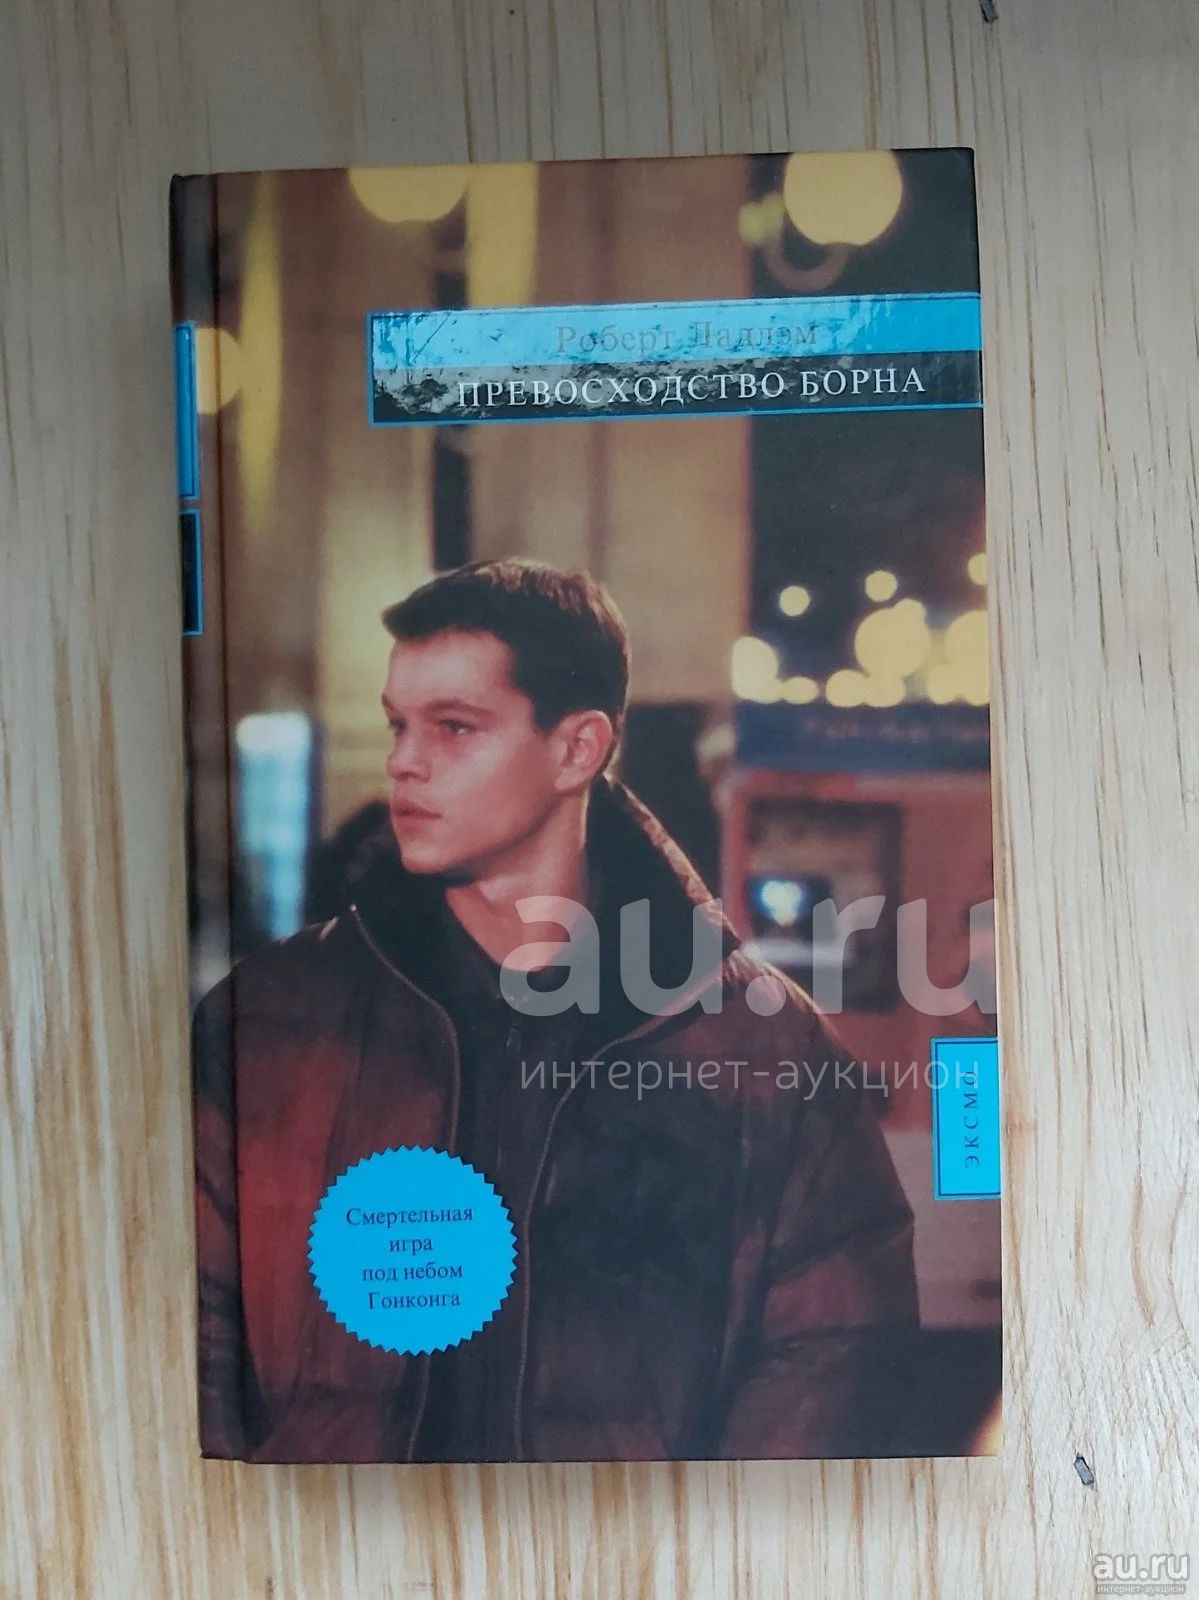 Роберт Ладлэм
ПРЕВОСХОДСТВО БОРНА
au.ru
интернет-аукцион
ЭКСМО
Смертельная
игра
под небом
Гонконга
au.ru
интернет-аукцион